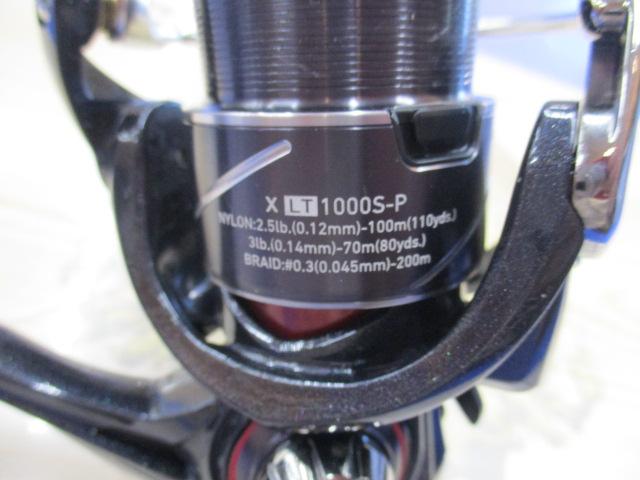 X LT 1000S-P
NYLON:2.5lb.(0.12mm)-100m(110yds.)
3lb.(0.14mm)-70m(80yds.)
BRAID:#0.3(0.045mm)-200m